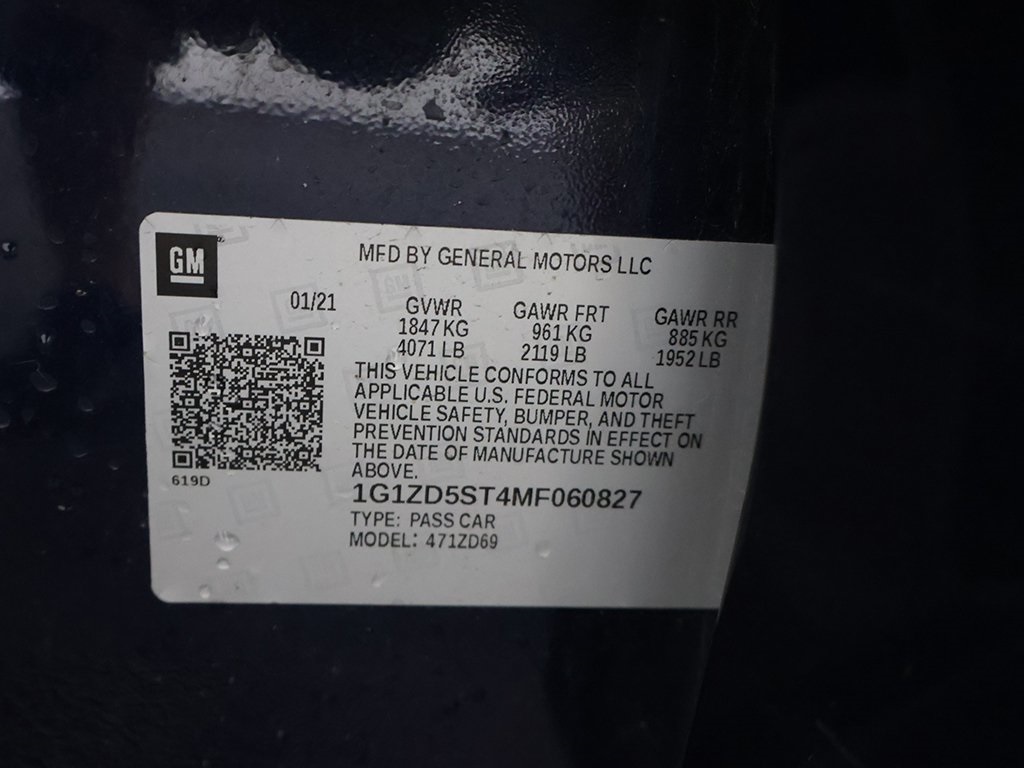 GM
MFD BY GENERAL MOTORS LLC
01/21
GVWR GAWR FRT GAWR RR
1847 KG 961 KG 885 KG
4071 LB 2119 LB 1952 LB
THIS VEHICLE CONFORMS TO ALL
APPLICABLE U.S. FEDERAL MOTOR
VEHICLE SAFETY, BUMPER, AND THEFT
PREVENTION STANDARDS IN EFFECT ON
THE DATE OF MANUFACTURE SHOWN
ABOVE.
619D
1G1ZD5ST4MF060827
TYPE: PASS CAR
MODEL: 471ZD69